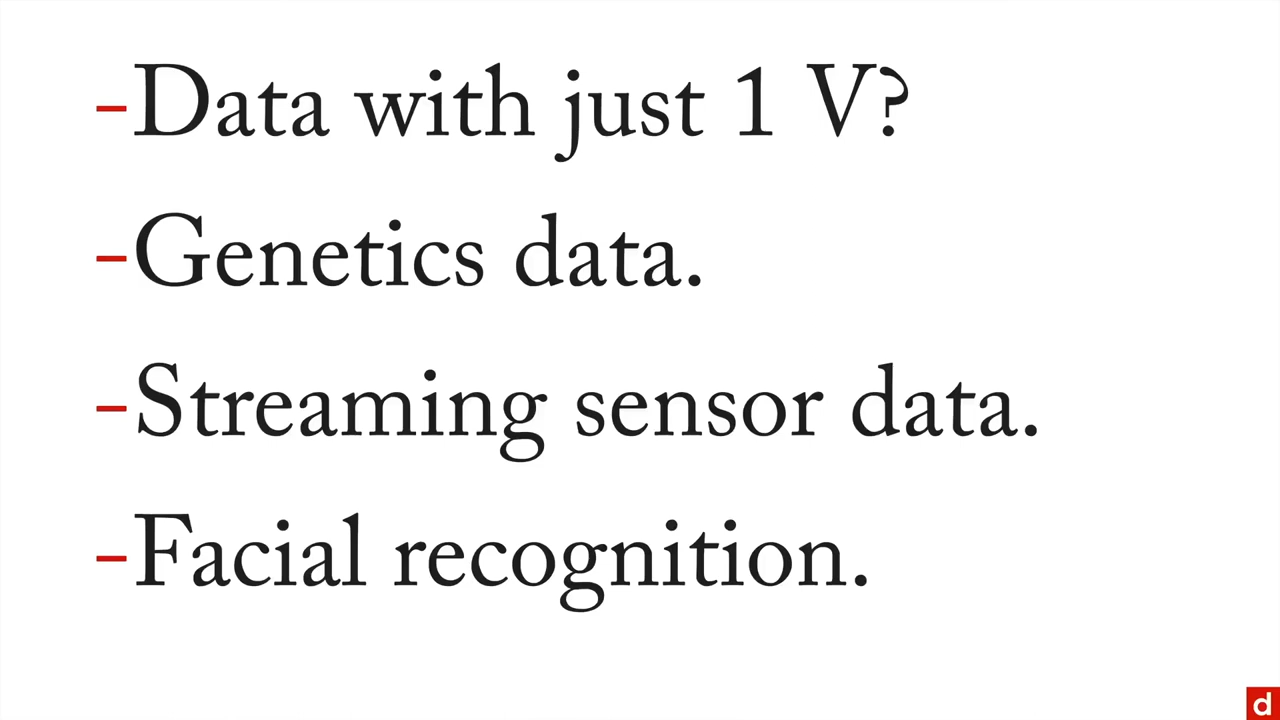 -Data with just 1 V?
-Genetics data.
-Streaming sensor data.
-Facial recognition.
d